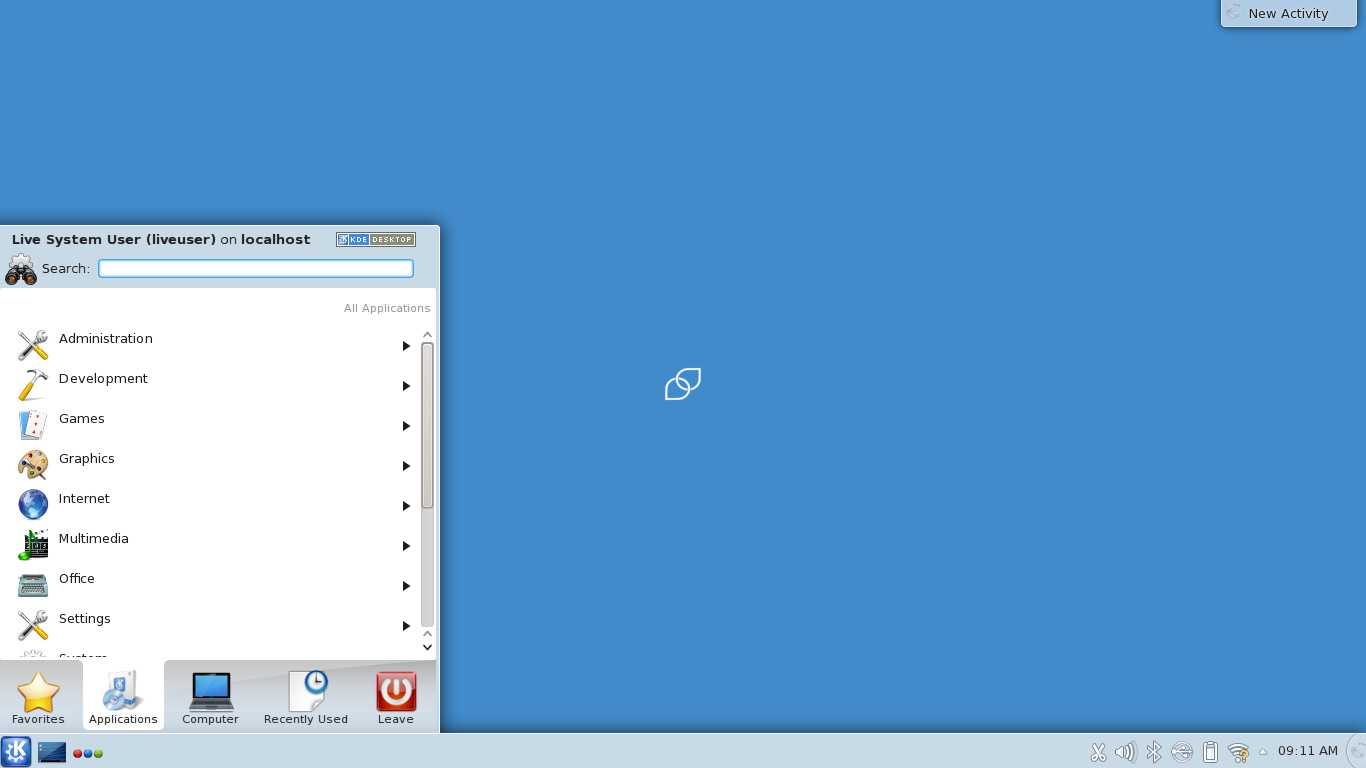 New Activity
Live System User (liveuser) on localhost
KDE DESKTOP
Search:
All Applications
Administration
Development
Games
Graphics
Internet
Multimedia
Office
Settings
System
Favorites
Applications
Computer
Recently Used
Leave
09:11 AM